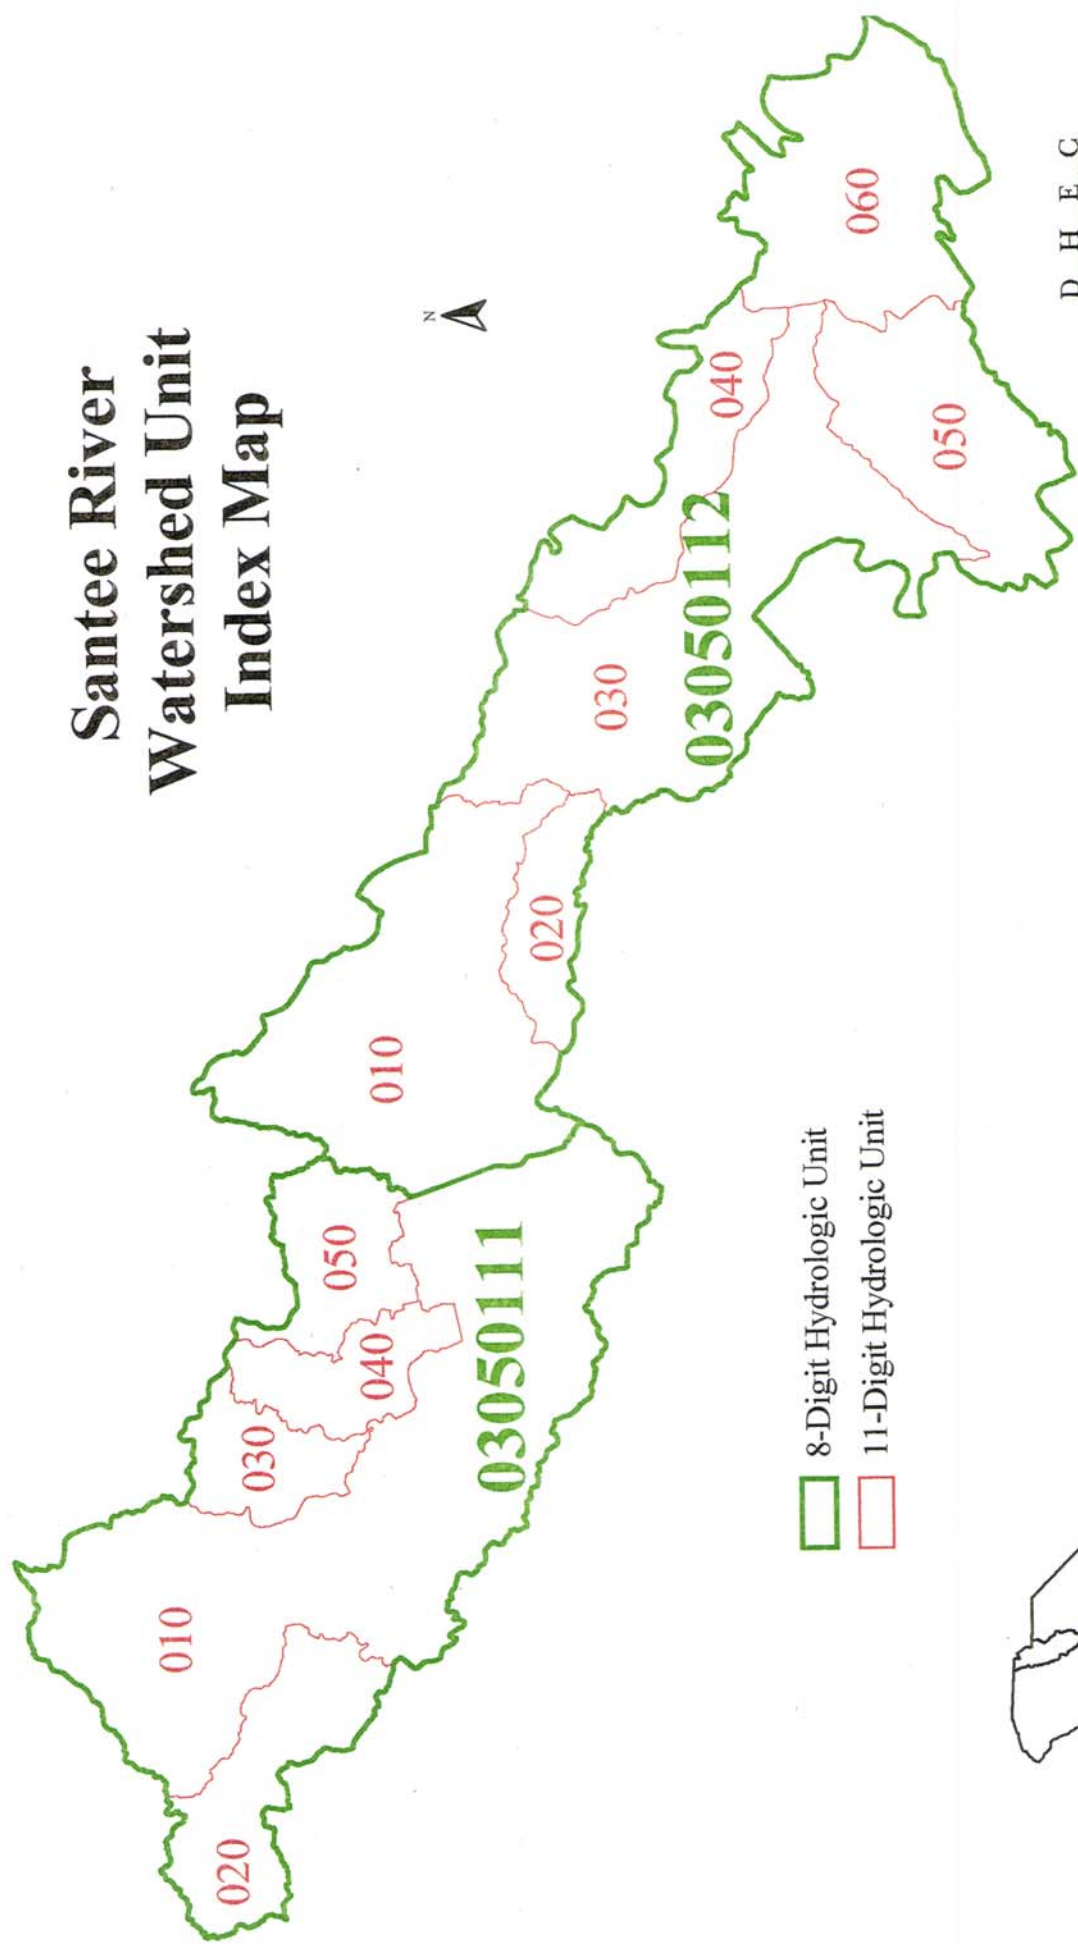 Santee River
Watershed Unit
Index Map
N
010
020
030
040
050
03050111
010
020
030
040
050
060
03050112
8-Digit Hydrologic Unit
11-Digit Hydrologic Unit
D H E C